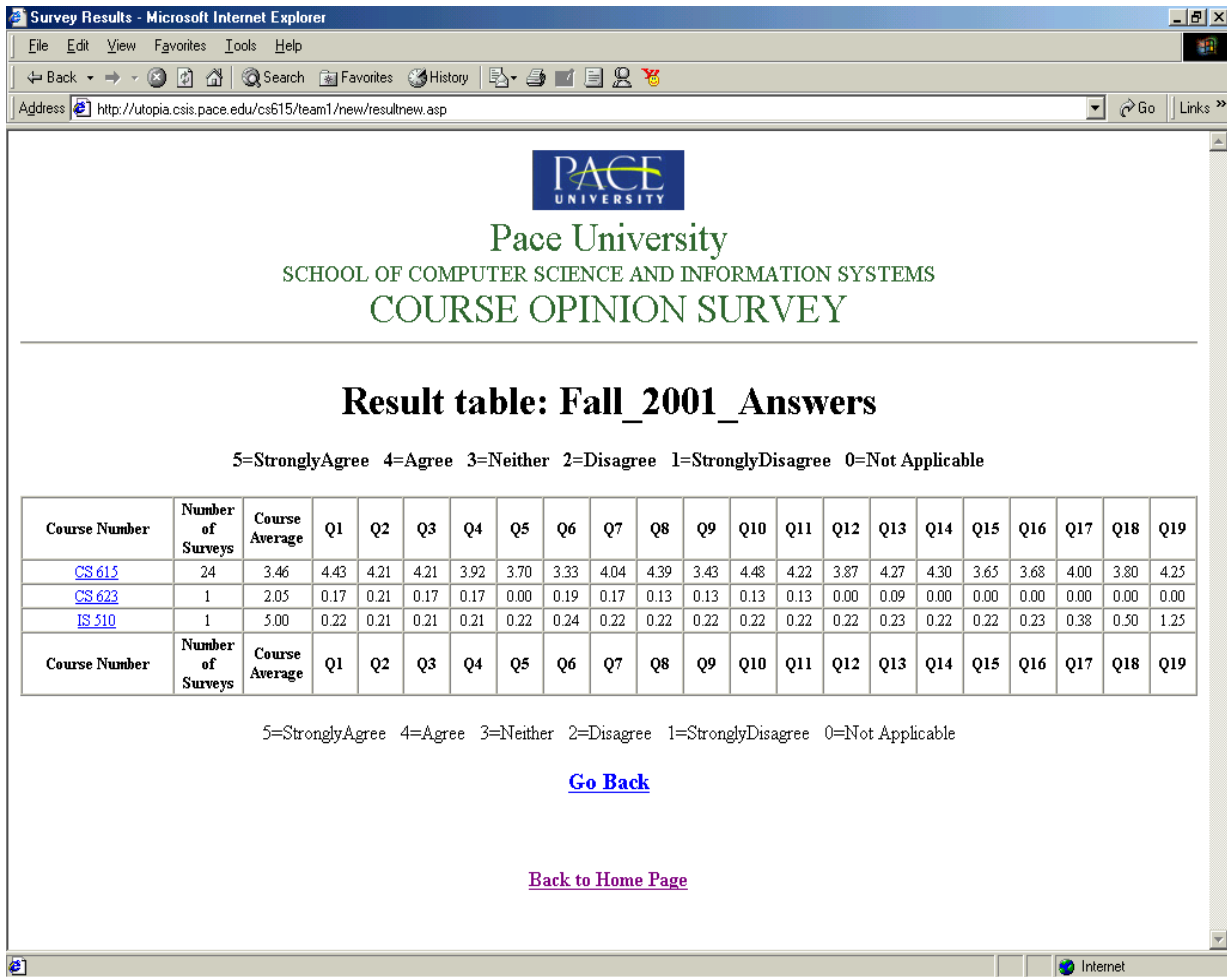 Survey Results - Microsoft Internet Explorer
File Edit View Favorites Tools Help
Back Search Favorites History
Address http://utopia.csis.pace.edu/cs615/team1/new/resultnew.asp Go Links »
PACE
UNIVERSITY
Pace University
SCHOOL OF COMPUTER SCIENCE AND INFORMATION SYSTEMS
COURSE OPINION SURVEY
Result table: Fall_2001_Answers
5=StronglyAgree 4=Agree 3=Neither 2=Disagree 1=StronglyDisagree 0=Not Applicable
Course Number Number of Surveys Course Average Q1 Q2 Q3 Q4 Q5 Q6 Q7 Q8 Q9 Q10 Q11 Q12 Q13 Q14 Q15 Q16 Q17 Q18 Q19
CS 615 24 3.46 4.43 4.21 4.21 3.92 3.70 3.33 4.04 4.39 3.43 4.48 4.22 3.87 4.27 4.30 3.65 3.68 4.00 3.80 4.25
CS 623 1 2.05 0.17 0.21 0.17 0.17 0.00 0.19 0.17 0.13 0.13 0.13 0.13 0.00 0.09 0.00 0.00 0.00 0.00 0.00 0.00
IS 510 1 5.00 0.22 0.21 0.21 0.21 0.22 0.24 0.22 0.22 0.22 0.22 0.22 0.22 0.23 0.22 0.22 0.23 0.38 0.50 1.25
Course Number Number of Surveys Course Average Q1 Q2 Q3 Q4 Q5 Q6 Q7 Q8 Q9 Q10 Q11 Q12 Q13 Q14 Q15 Q16 Q17 Q18 Q19
5=StronglyAgree 4=Agree 3=Neither 2=Disagree 1=StronglyDisagree 0=Not Applicable
Go Back
Back to Home Page
Internet